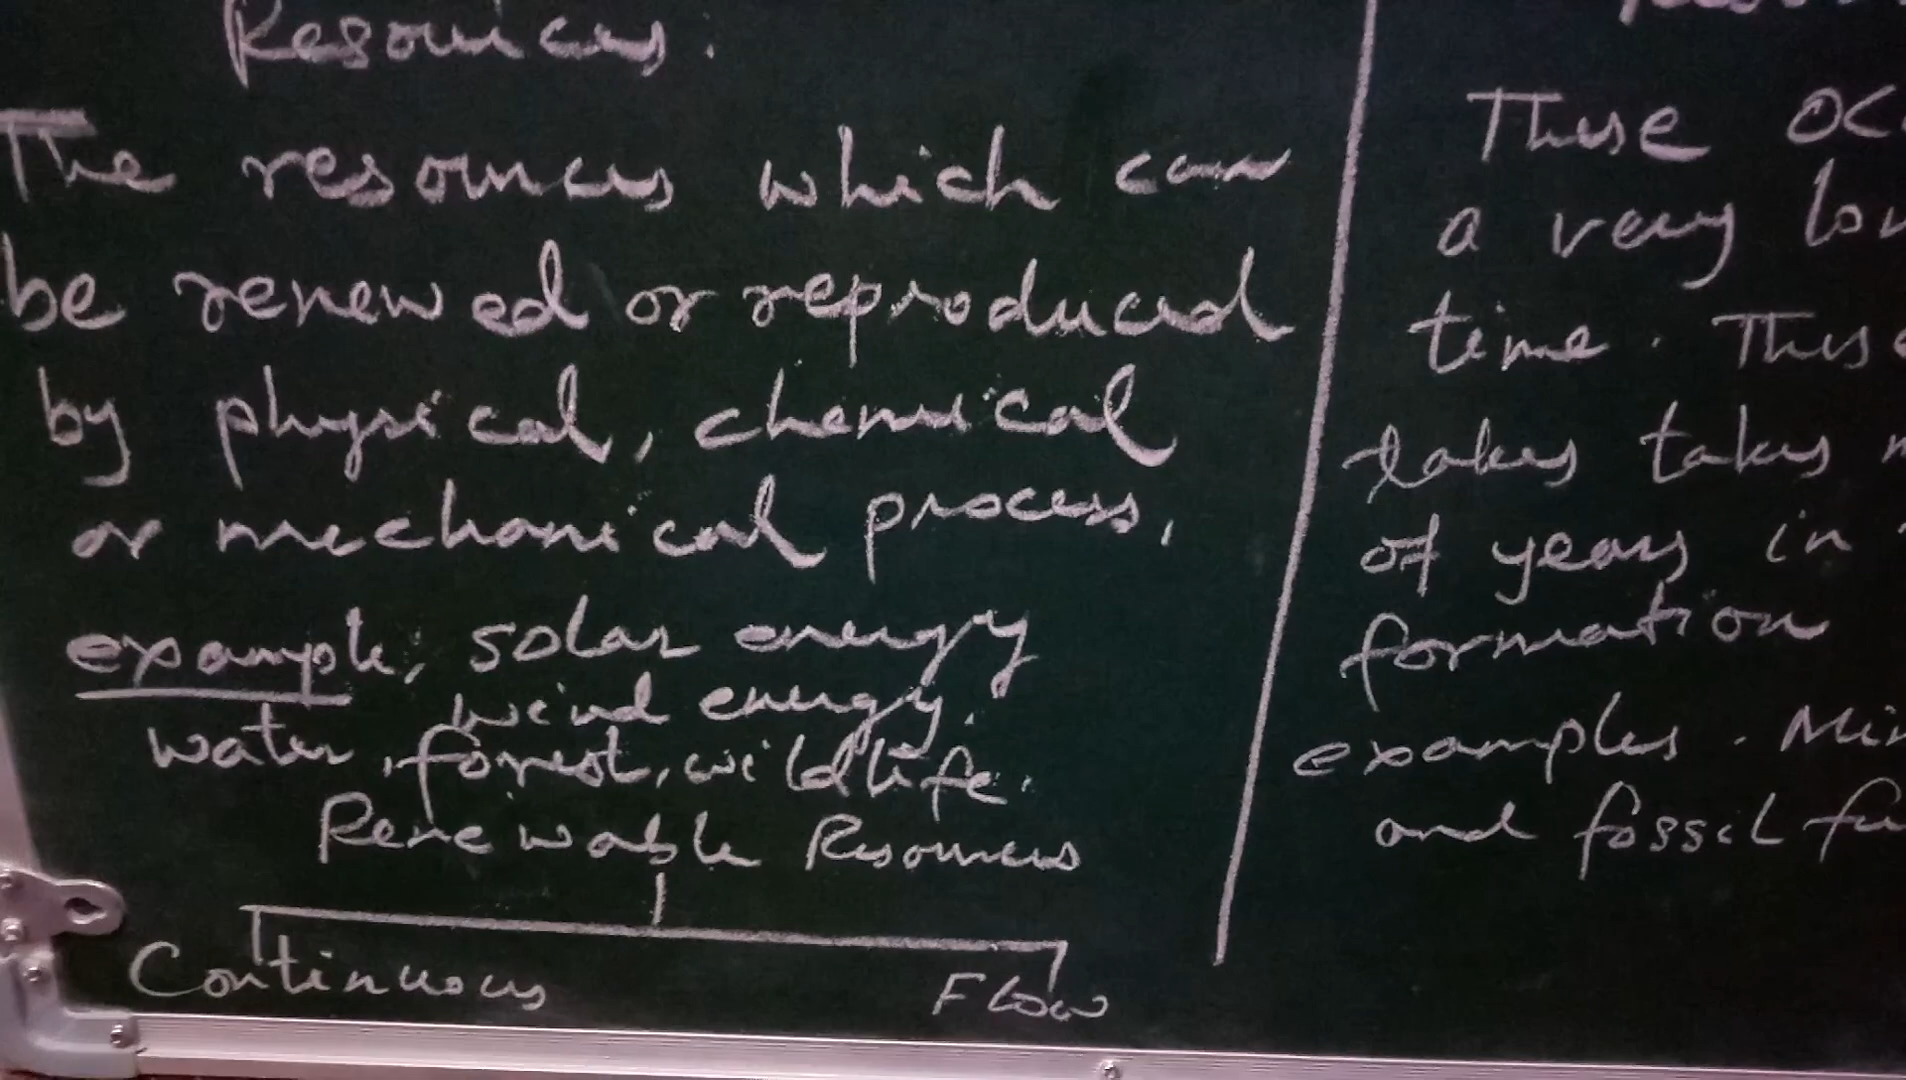 Resources.
The resources which can
be renewed or reproduced
by physical, chemical
or mechanical process,
example, solar energy
wind energy.
water, forest, wildlife.
Renewable Resources
Continuous Flow
These
a very
time.
takes takes
of years in
formation
examples.
and fossil